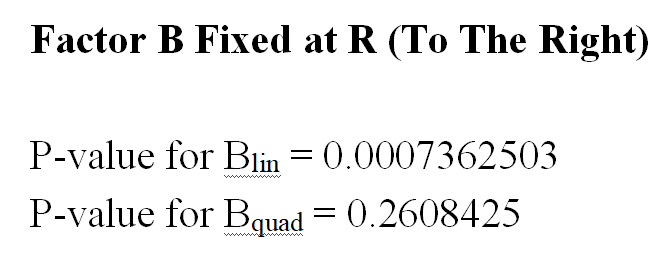 Factor B Fixed at R (To The Right)
P-value for Blin = 0.0007362503
P-value for Bquad = 0.2608425